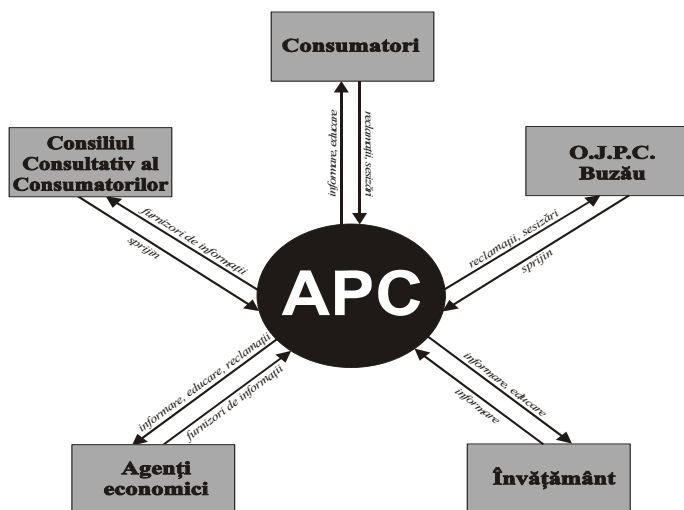 Consumatori
informare, educare
reclamații, sesizări
Consiliul
Consultativ al
Consumatorilor
O.J.P.C.
Buzău
furnizori de informații
sprijin
reclamații, sesizări
sprijin
APC
informare, educare, reclamații
furnizori de informații
informare, educare
informare
Agenți
economici
Învățământ